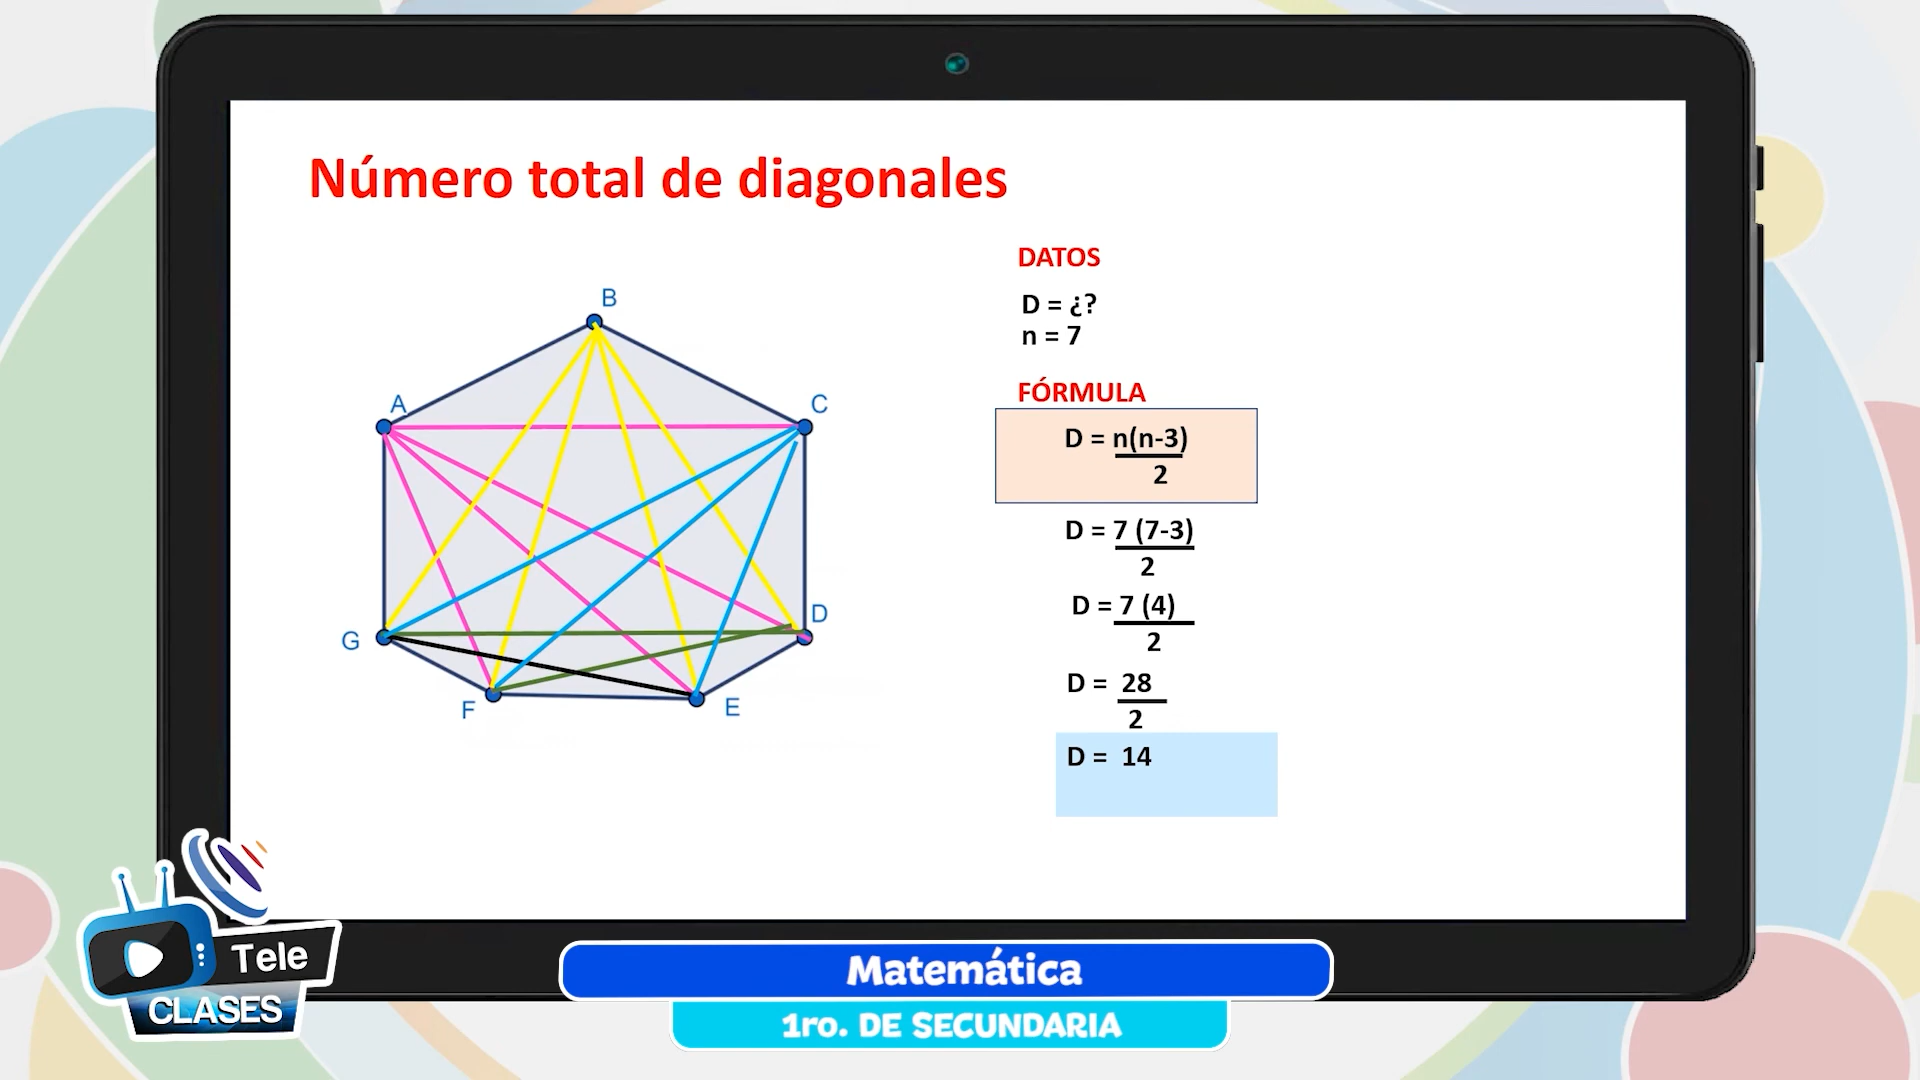 Número total de diagonales
DATOS
D = ¿?
n = 7
FÓRMULA
D = n(n-3)
2
D = 7 (7-3)
2
D = 7 (4)
2
D = 28
2
D = 14
B
A
C
D
G
F
E
Tele
CLASES
Matemática
1ro. DE SECUNDARIA